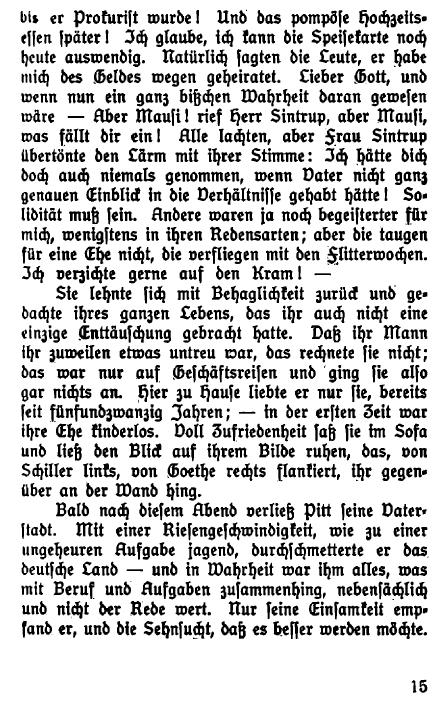 bis er Prokurist wurde! Und das pompöse Hochzeits-
essen später! Ich glaube, ich kann die Speisekarte noch
heute auswendig. Natürlich sagten die Leute, er habe
mich des Geldes wegen geheiratet. Lieber Gott, und
wenn nun ein ganz bißchen Wahrheit daran gewesen
wäre — Aber Mausi! rief Herr Sintrup, aber Mausi,
was fällt dir ein! Alle lachten, aber Frau Sintrup
übertönte den Lärm mit ihrer Stimme: Ich hätte dich
doch auch niemals genommen, wenn Vater nicht ganz
genauen Einblick in die Verhältnisse gehabt hätte! So-
lidität muß sein. Andere waren ja noch begeisterter für
mich, wenigstens in ihren Redensarten; aber die taugen
für eine Ehe nicht, die verfliegen mit den Flitterwochen.
Ich verzichte gerne auf den Kram! —
Sie lehnte sich mit Behaglichkeit zurück und ge-
dachte ihres ganzen Lebens, das ihr auch nicht eine
einzige Enttäuschung gebracht hatte. Daß ihr Mann
ihr zuweilen etwas untreu war, das rechnete sie nicht;
das war nur auf Geschäftsreisen und ging sie also
gar nichts an. Hier zu Hause liebte er nur sie, bereits
seit fünfundzwanzig Jahren; — in der ersten Zeit war
ihre Ehe kinderlos. Voll Zufriedenheit saß sie im Sofa
und ließ den Blick auf ihrem Bilde ruhen, das, von
Schiller links, von Goethe rechts flankiert, ihr gegen-
über an der Wand hing.
Bald nach diesem Abend verließ Pitt seine Vater-
stadt. Mit einer Riesengeschwindigkeit, wie zu einer
ungeheuren Aufgabe jagend, durchschmetterte er das
deutsche Land — und in Wahrheit war ihm alles, was
mit Beruf und Aufgaben zusammenhing, nebensächlich
und nicht der Rede wert. Nur seine Einsamkeit emp-
fand er, und die Sehnsucht, daß es besser werden möchte.
15